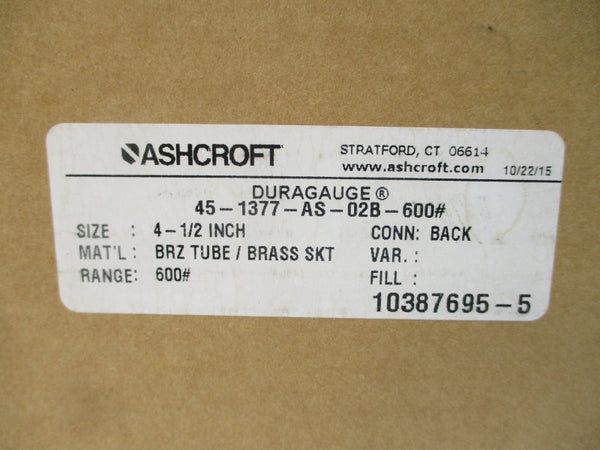 ASHCROFT STRATFORD, CT 06614
www.ashcroft.com 10/22/15
DURAGAUGE®
45-1377-AS-02B-600#
SIZE : 4-1/2 INCH CONN: BACK
MAT'L : BRZ TUBE / BRASS SKT VAR. :
RANGE: 600# FILL :
10387695-5